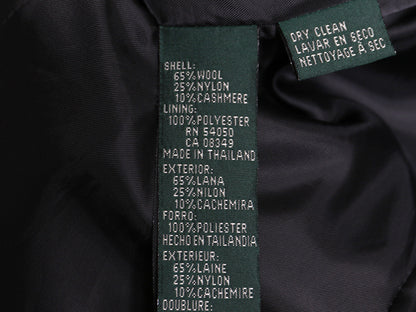 DRY CLEAN
LAVAR EN SECO
NETTOYAGE À SEC
SHELL:
65% WOOL
25% NYLON
10% CASHMERE
LINING:
100% POLYESTER
RN 54050
CA 08349
MADE IN THAILAND
EXTERIOR:
65% LANA
25% NILON
10% CACHEMIRA
FORRO:
100% POLIESTER
HECHO EN TAILANDIA
EXTERIEUR:
65% LAINE
25% NYLON
10% CACHEMIRE
DOUBLURE: